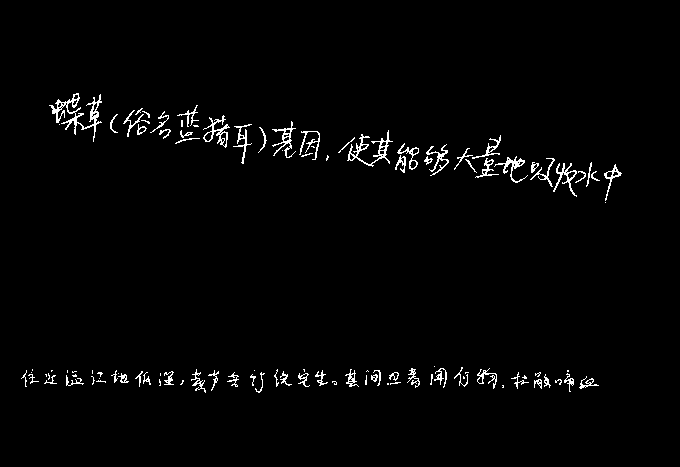 蝶草(俗名蓝猪耳)基因,使其能够大量地吸收水中
住近湓江地低湿,黄芦苦竹绕宅生。其间旦暮闻何物,杜鹃啼血